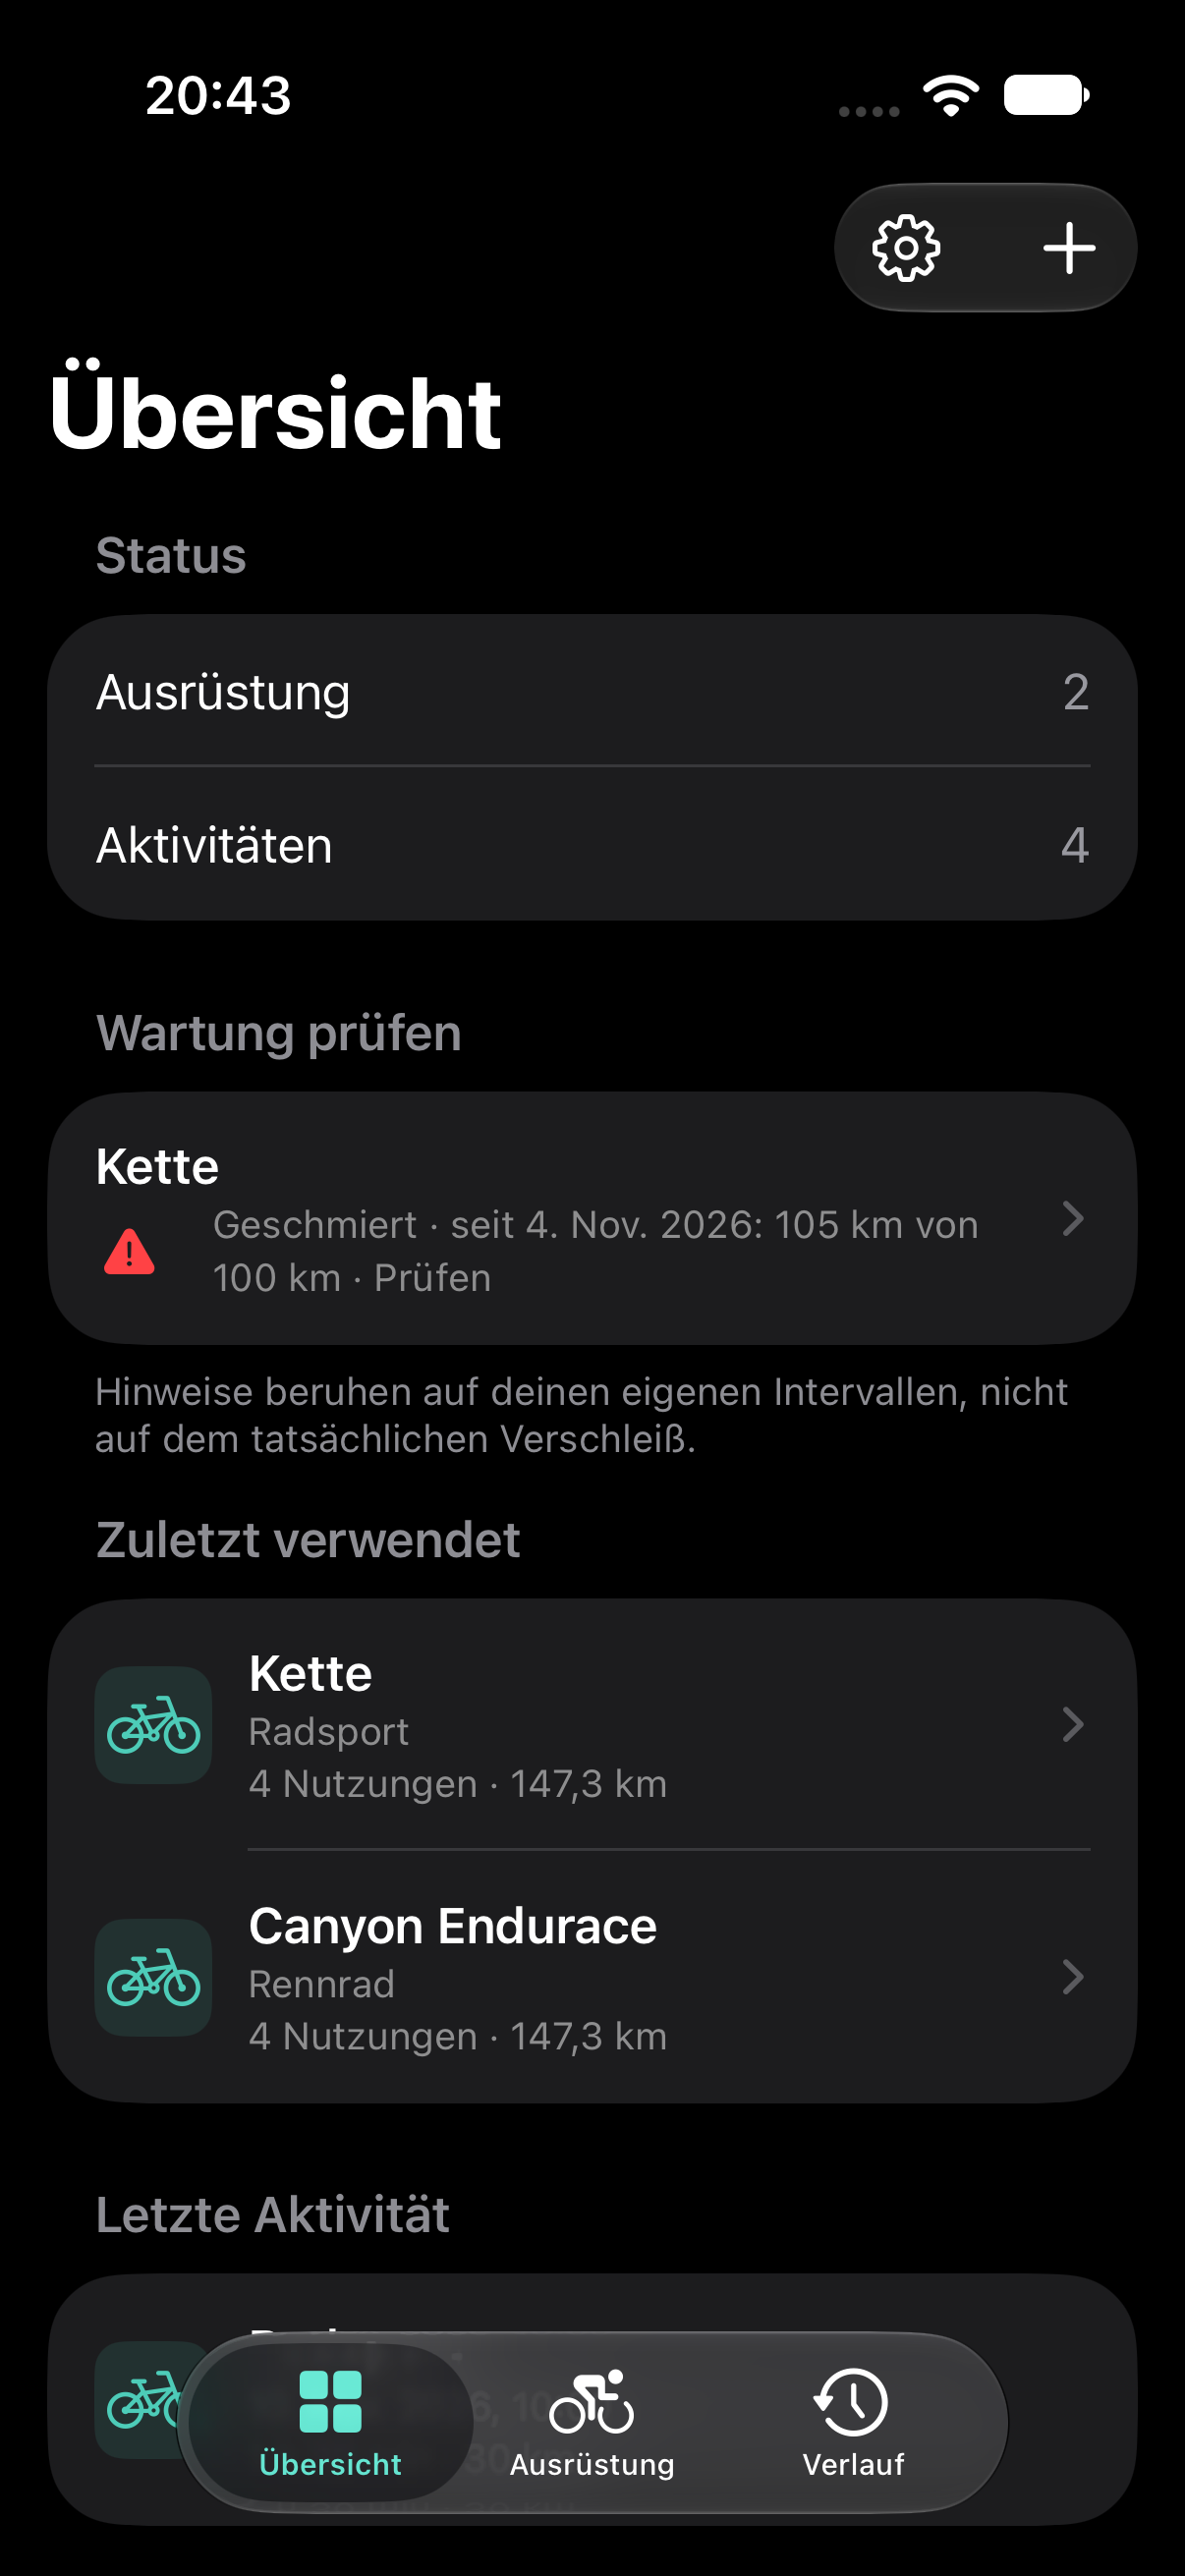 20:43
Übersicht
Status
Ausrüstung 2
Aktivitäten 4
Wartung prüfen
Kette
Geschmiert · seit 4. Nov. 2026: 105 km von
100 km · Prüfen
Hinweise beruhen auf deinen eigenen Intervallen, nicht
auf dem tatsächlichen Verschleiß.
Zuletzt verwendet
Kette
Radsport
4 Nutzungen · 147,3 km
Canyon Endurace
Rennrad
4 Nutzungen · 147,3 km
Letzte Aktivität
Übersicht Ausrüstung Verlauf